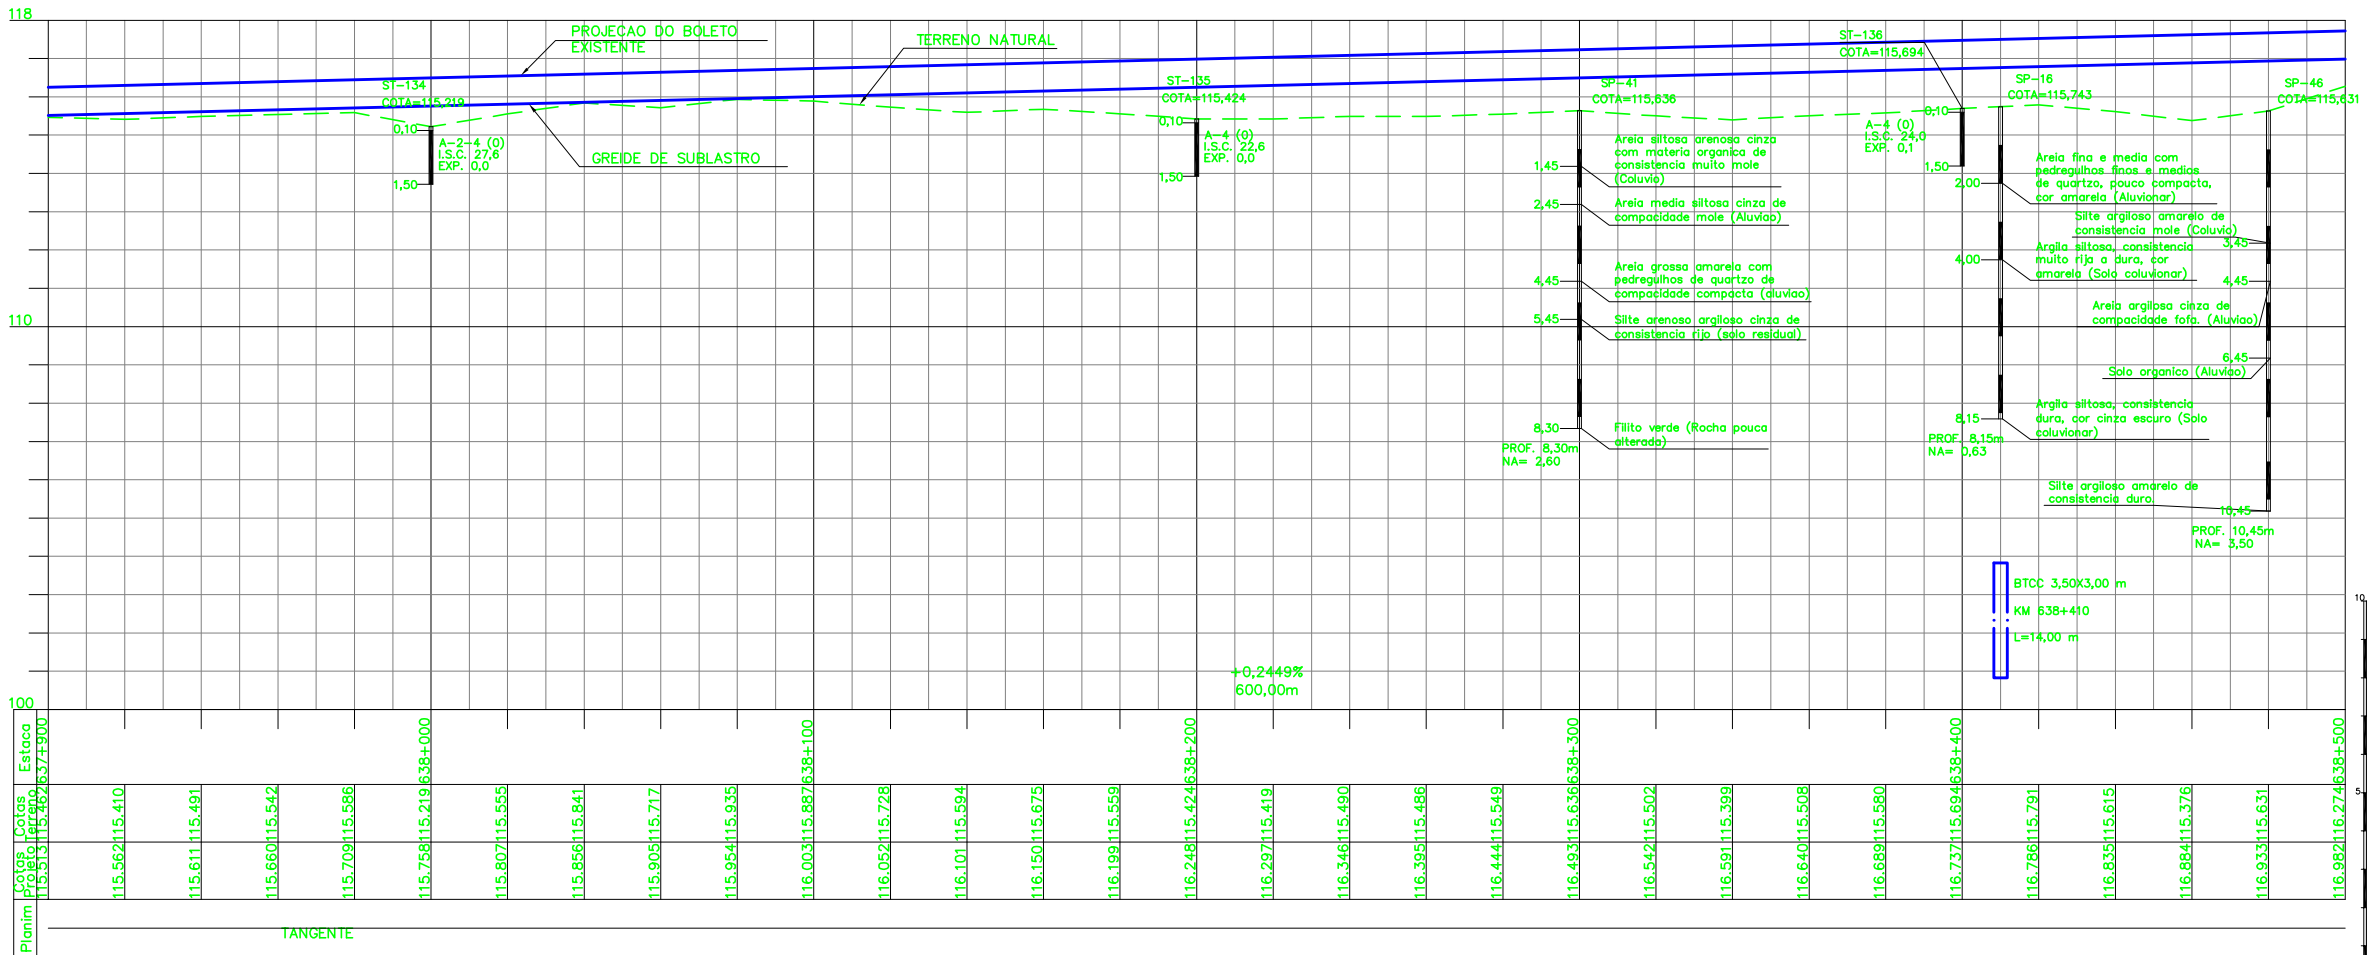 118
PROJECAO DO BOLETO
EXISTENTE
TERRENO NATURAL
ST-134
COTA=115,219
0,10
A-2-4 (0)
I.S.C. 27,6
EXP. 0,0
1,50
GREIDE DE SUBLASTRO
ST-135
COTA=115,424
0,10
A-4 (0)
I.S.C. 22,6
EXP. 0,0
1,50
SP-41
COTA=115,636
Areia siltosa arenosa cinza
com materia organica de
consistencia muito mole
(Coluvio)
1,45
2,45
Areia media siltosa cinza de
compacidade mole (Aluviao)
Areia grossa amarela com
pedregulhos de quartzo de
compacidade compacta (aluviao)
4,45
5,45
Silte arenoso argiloso cinza de
consistencia rijo (solo residual)
8,30
Filito verde (Rocha pouca
alterada)
PROF. 8,30m
NA= 2,60
ST-136
COTA=115,694
0,10
A-4 (0)
I.S.C. 24,0
EXP. 0,1
1,50
SP-16
COTA=115,743
2,00
Areia fina e media com
pedregulhos finos e medios
de quartzo, pouco compacta,
cor amarela (Aluvionar)
4,00
Argila siltosa, consistencia
muito rija a dura, cor
amarela (Solo coluvionar)
8,15
Argila siltosa, consistencia
dura, cor cinza escuro (Solo
coluvionar)
PROF. 8,15m
NA= 0,63
SP-46
COTA=115,631
Silte argiloso amarelo de
consistencia mole (Coluvio)
3,45
4,45
Areia argilosa cinza de
compacidade fofa. (Aluviao)
6,45
Solo organico (Aluviao)
Silte argiloso amarelo de
consistencia duro.
10,45
PROF. 10,45m
NA= 3,50
110
BTCC 3,50X3,00 m
KM 638+410
L=14,00 m
+0,2449%
600,00m
100
10
5
Estaca
637+900
638+000
638+100
638+200
638+300
638+400
638+500
Cotas
Terreno
115.462
115.410
115.491
115.542
115.586
115.219
115.555
115.841
115.717
115.935
115.887
115.728
115.594
115.675
115.559
115.424
115.419
115.490
115.486
115.549
115.636
115.502
115.399
115.508
115.580
115.694
115.791
115.615
115.376
115.631
116.274
Cotas
Projeto
115.513
115.562
115.611
115.660
115.709
115.758
115.807
115.856
115.905
115.954
116.003
116.052
116.101
116.150
116.199
116.248
116.297
116.346
116.395
116.444
116.493
116.542
116.591
116.640
116.689
116.737
116.786
116.835
116.884
116.933
116.982
Planim
TANGENTE